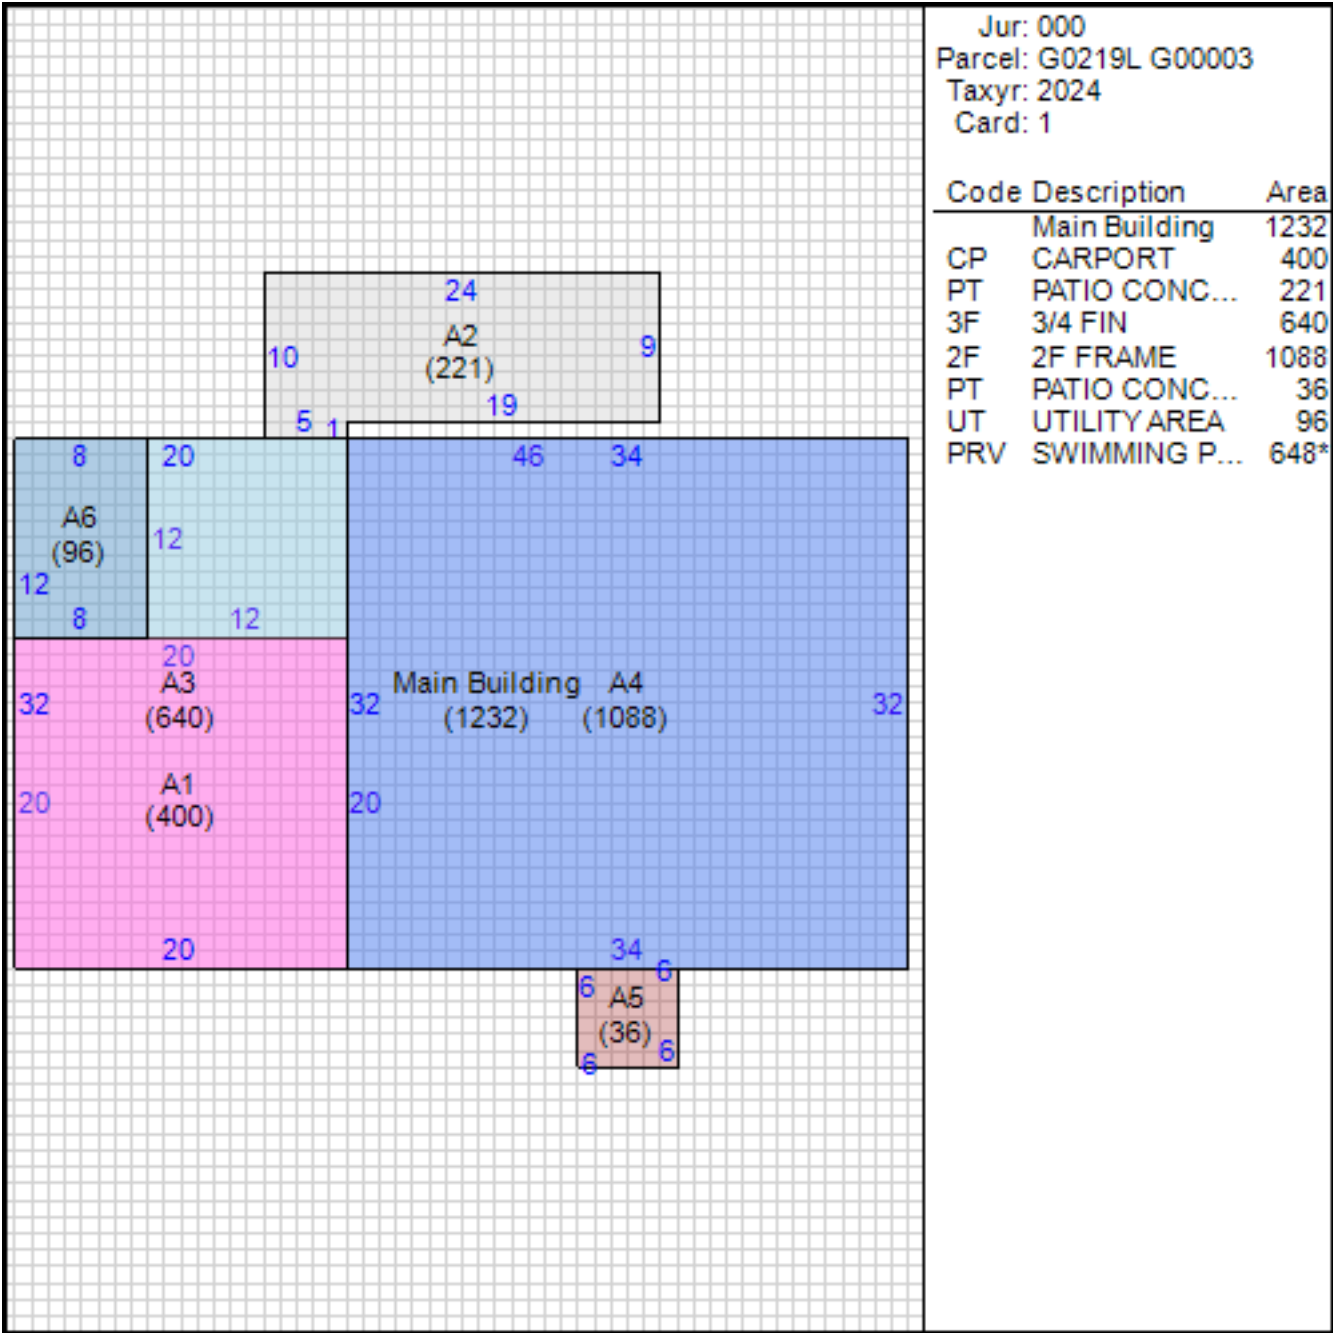 Jur: 000
Parcel: G0219L G00003
Taxyr: 2024
Card: 1
Code Description Area
Main Building 1232
CP CARPORT 400
PT PATIO CONC... 221
3F 3/4 FIN 640
2F 2F FRAME 1088
PT PATIO CONC... 36
UT UTILITY AREA 96
PRV SWIMMING P... 648*
24
A2
10 9
(221)
19
5 1
8 20 46 34
A6
12
(96)
12
8 12
20
A3
Main Building A4
32 32 32
(640)
(1232) (1088)
A1
20 20
(400)
20 34
6
6
A5
(36)
6
6